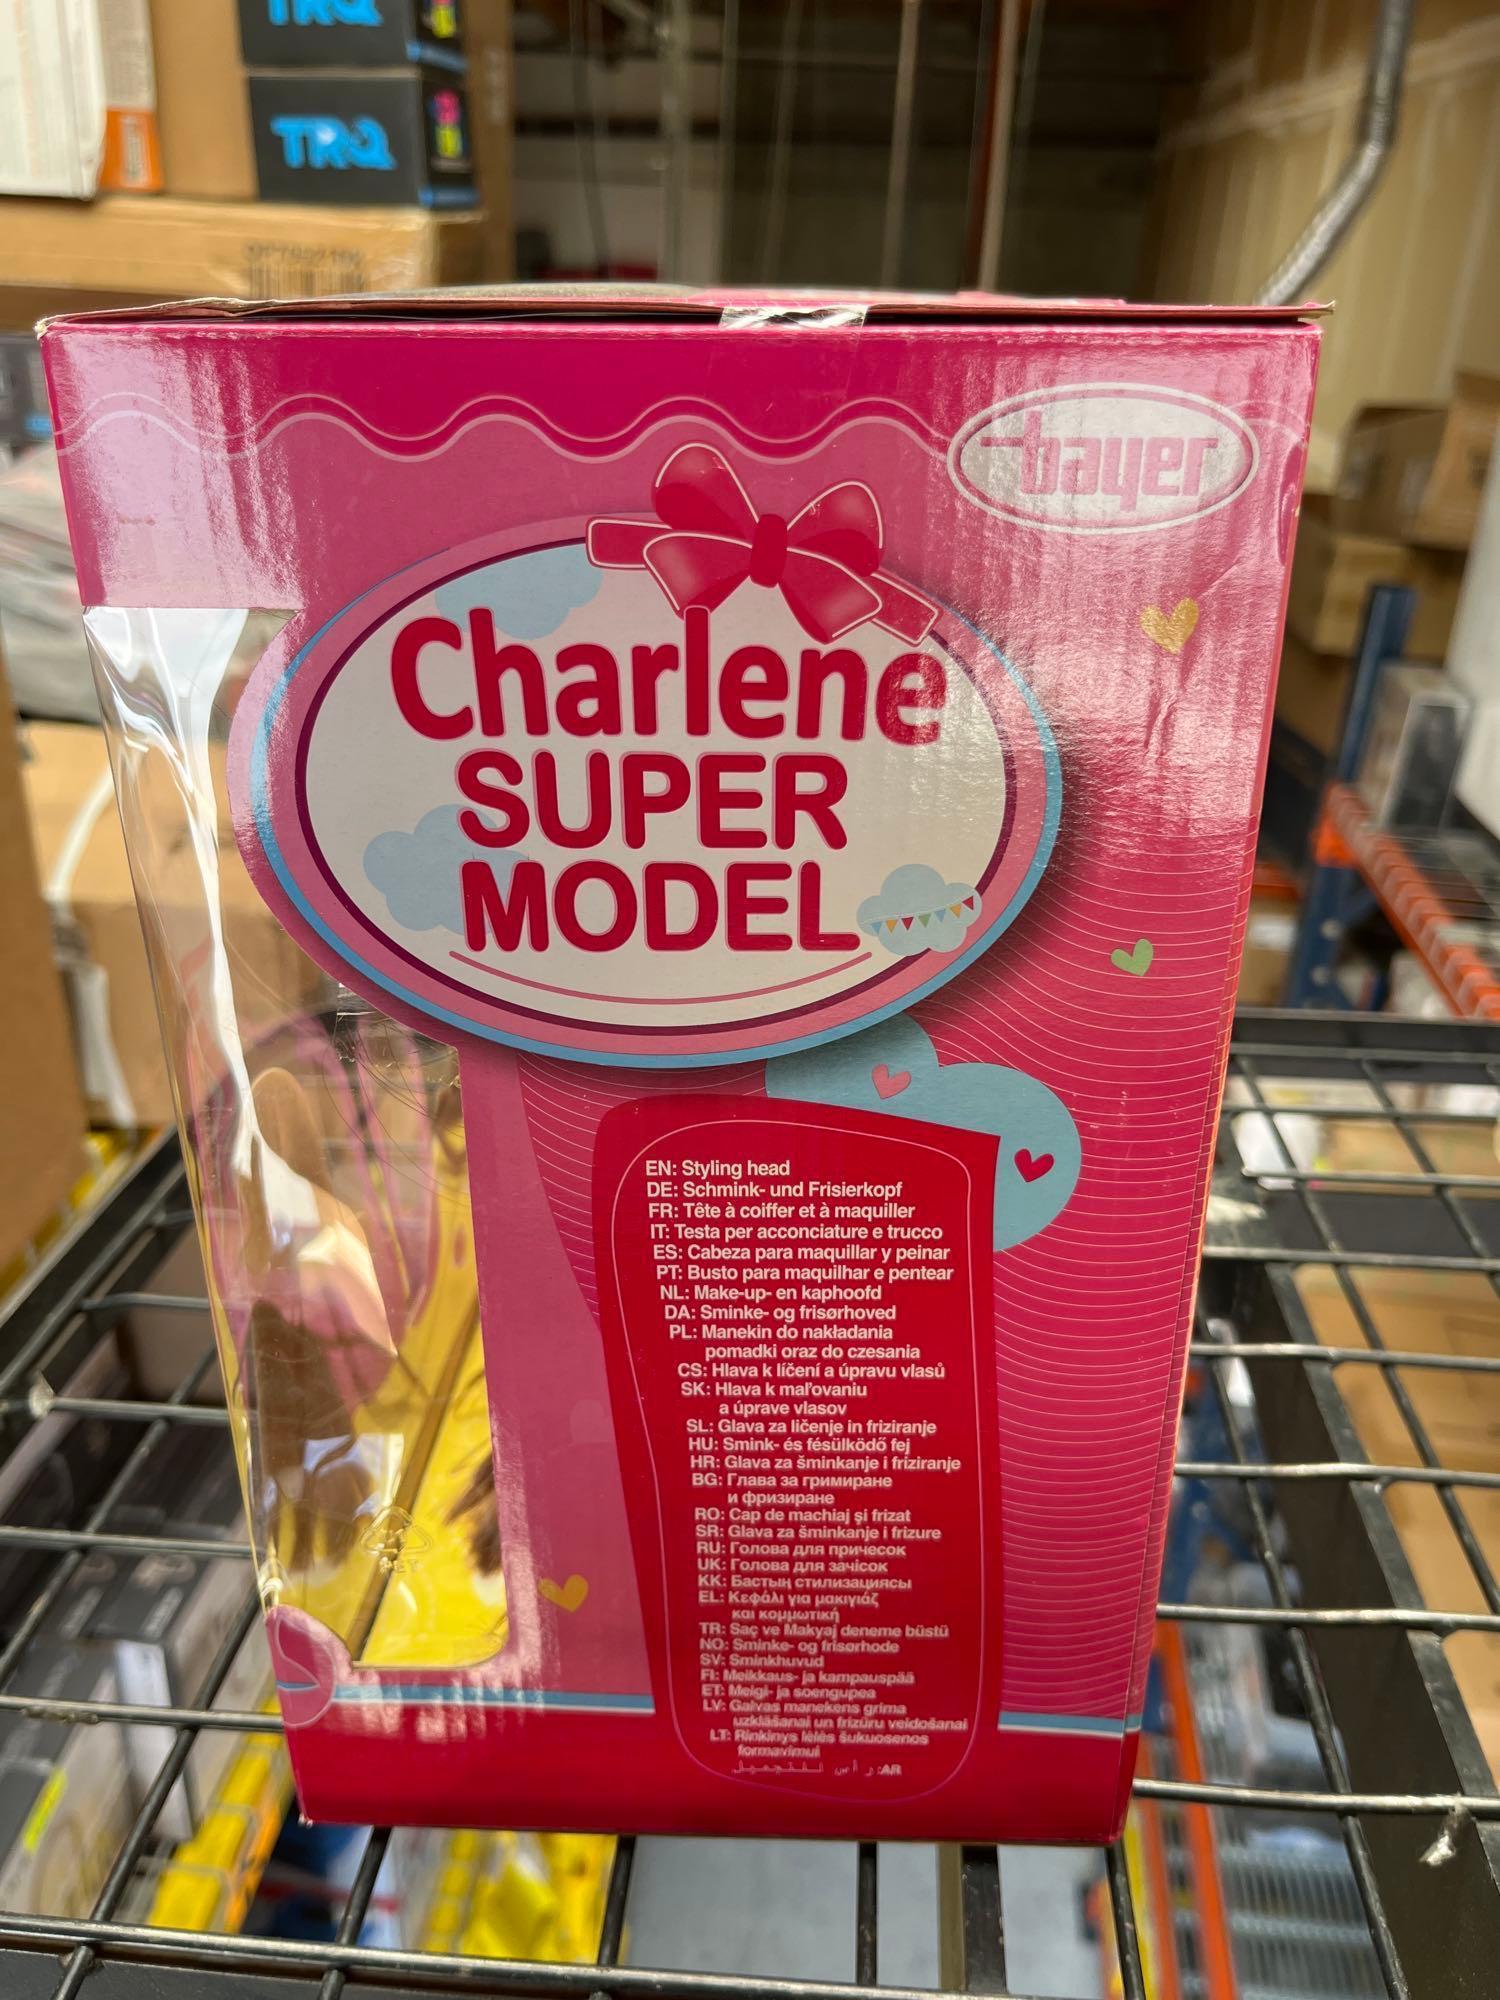 TRQ
TRQ
bayer
Charlene
SUPER
MODEL
EN: Styling head
DE: Schmink- und Frisierkopf
FR: Tête à coiffer et à maquiller
IT: Testa per acconciature e trucco
ES: Cabeza para maquillar y peinar
PT: Busto para maquilhar e pentear
NL: Make-up- en kaphoofd
DA: Sminke- og frisørhoved
PL: Manekin do nakładania
pomadki oraz do czesania
CS: Hlava k líčení a úpravu vlasů
SK: Hlava k maľovaniu
a úprave vlasov
SL: Glava za ličenje in friziranje
HU: Smink- és fésülködő fej
HR: Glava za šminkanje i friziranje
BG: Глава за гримиране
и фризиране
RO: Cap de machiaj și frizat
SR: Glava za šminkanje i frizure
RU: Голова для причесок
UK: Голова для зачісок
KK: Бастың стилизациясы
EL: Κεφάλι για μακιγιάζ
και κομμωτική
TR: Saç ve Makyaj deneme büstü
NO: Sminke- og frisørhode
SV: Sminkhuvud
FI: Meikkaus- ja kampauspää
ET: Meigi- ja soengupea
LV: Galvas manekens grima
uzklāšanai un frizūru veidošanai
LT: Rinkinys lėlės šukuosenos
formavimui
AR: رأس للتجميل
PET